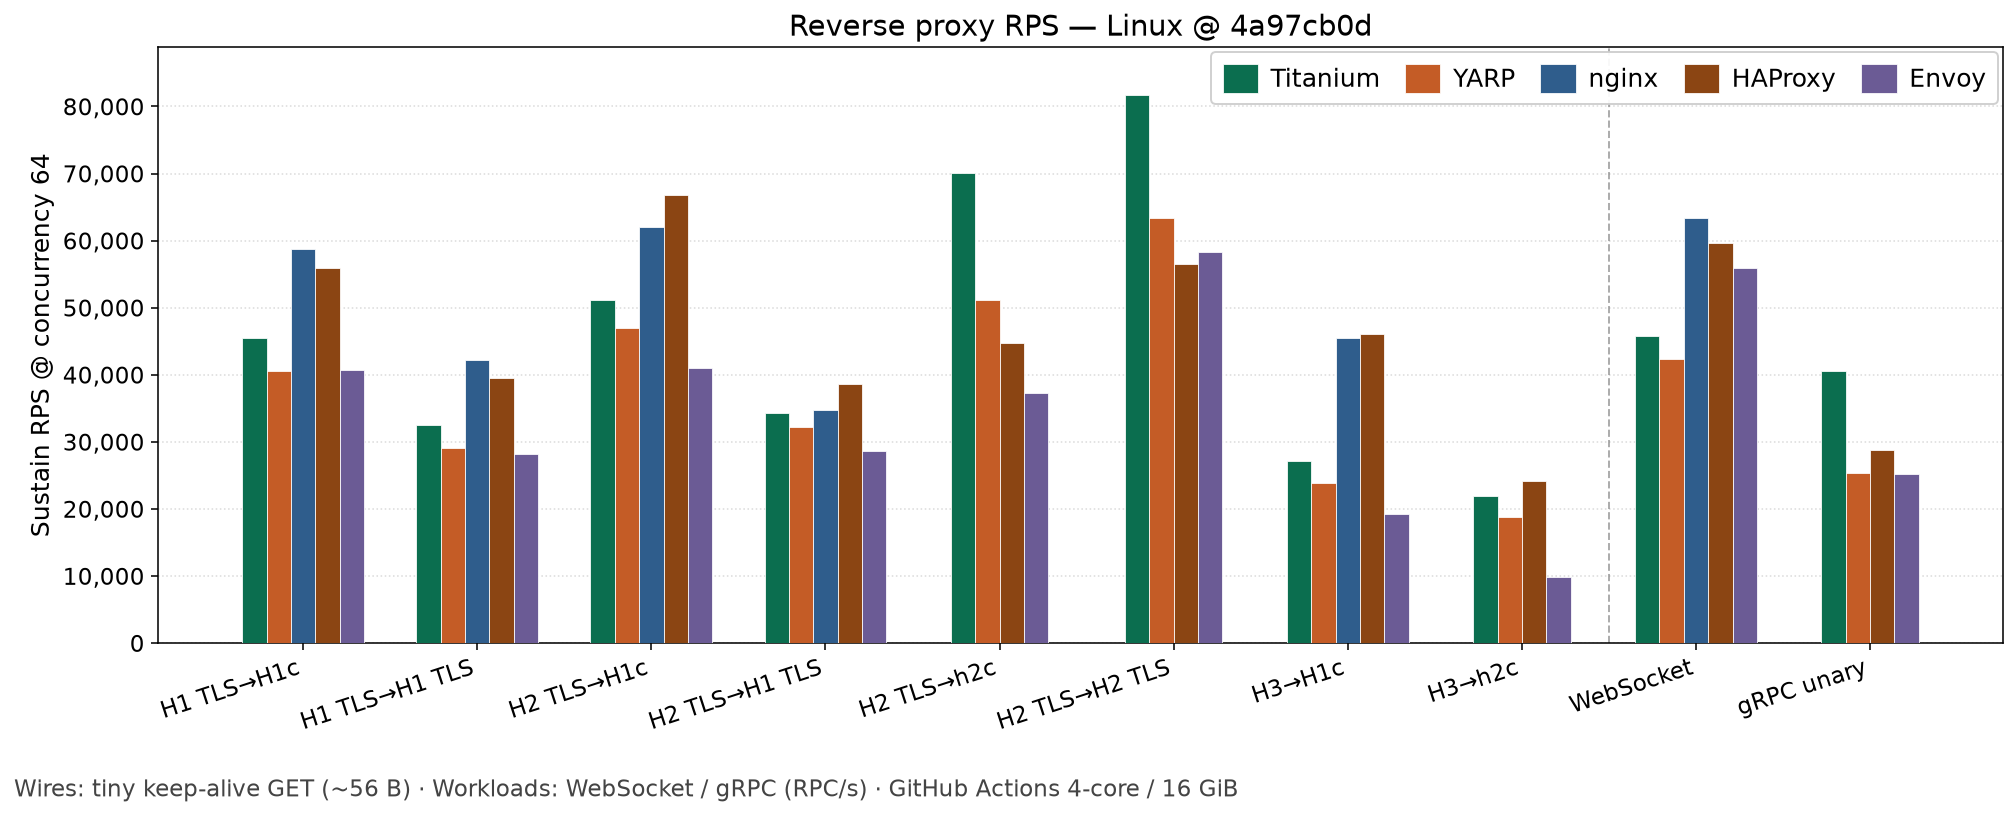 Reverse proxy RPS — Linux @ 4a97cb0d
Titanium
YARP
nginx
HAProxy
Envoy
Sustain RPS @ concurrency 64
80,000
70,000
60,000
50,000
40,000
30,000
20,000
10,000
0
H1 TLS→H1c
H1 TLS→H1 TLS
H2 TLS→H1c
H2 TLS→H1 TLS
H2 TLS→h2c
H2 TLS→H2 TLS
H3→H1c
H3→h2c
WebSocket
gRPC unary
Wires: tiny keep-alive GET (~56 B) · Workloads: WebSocket / gRPC (RPC/s) · GitHub Actions 4-core / 16 GiB